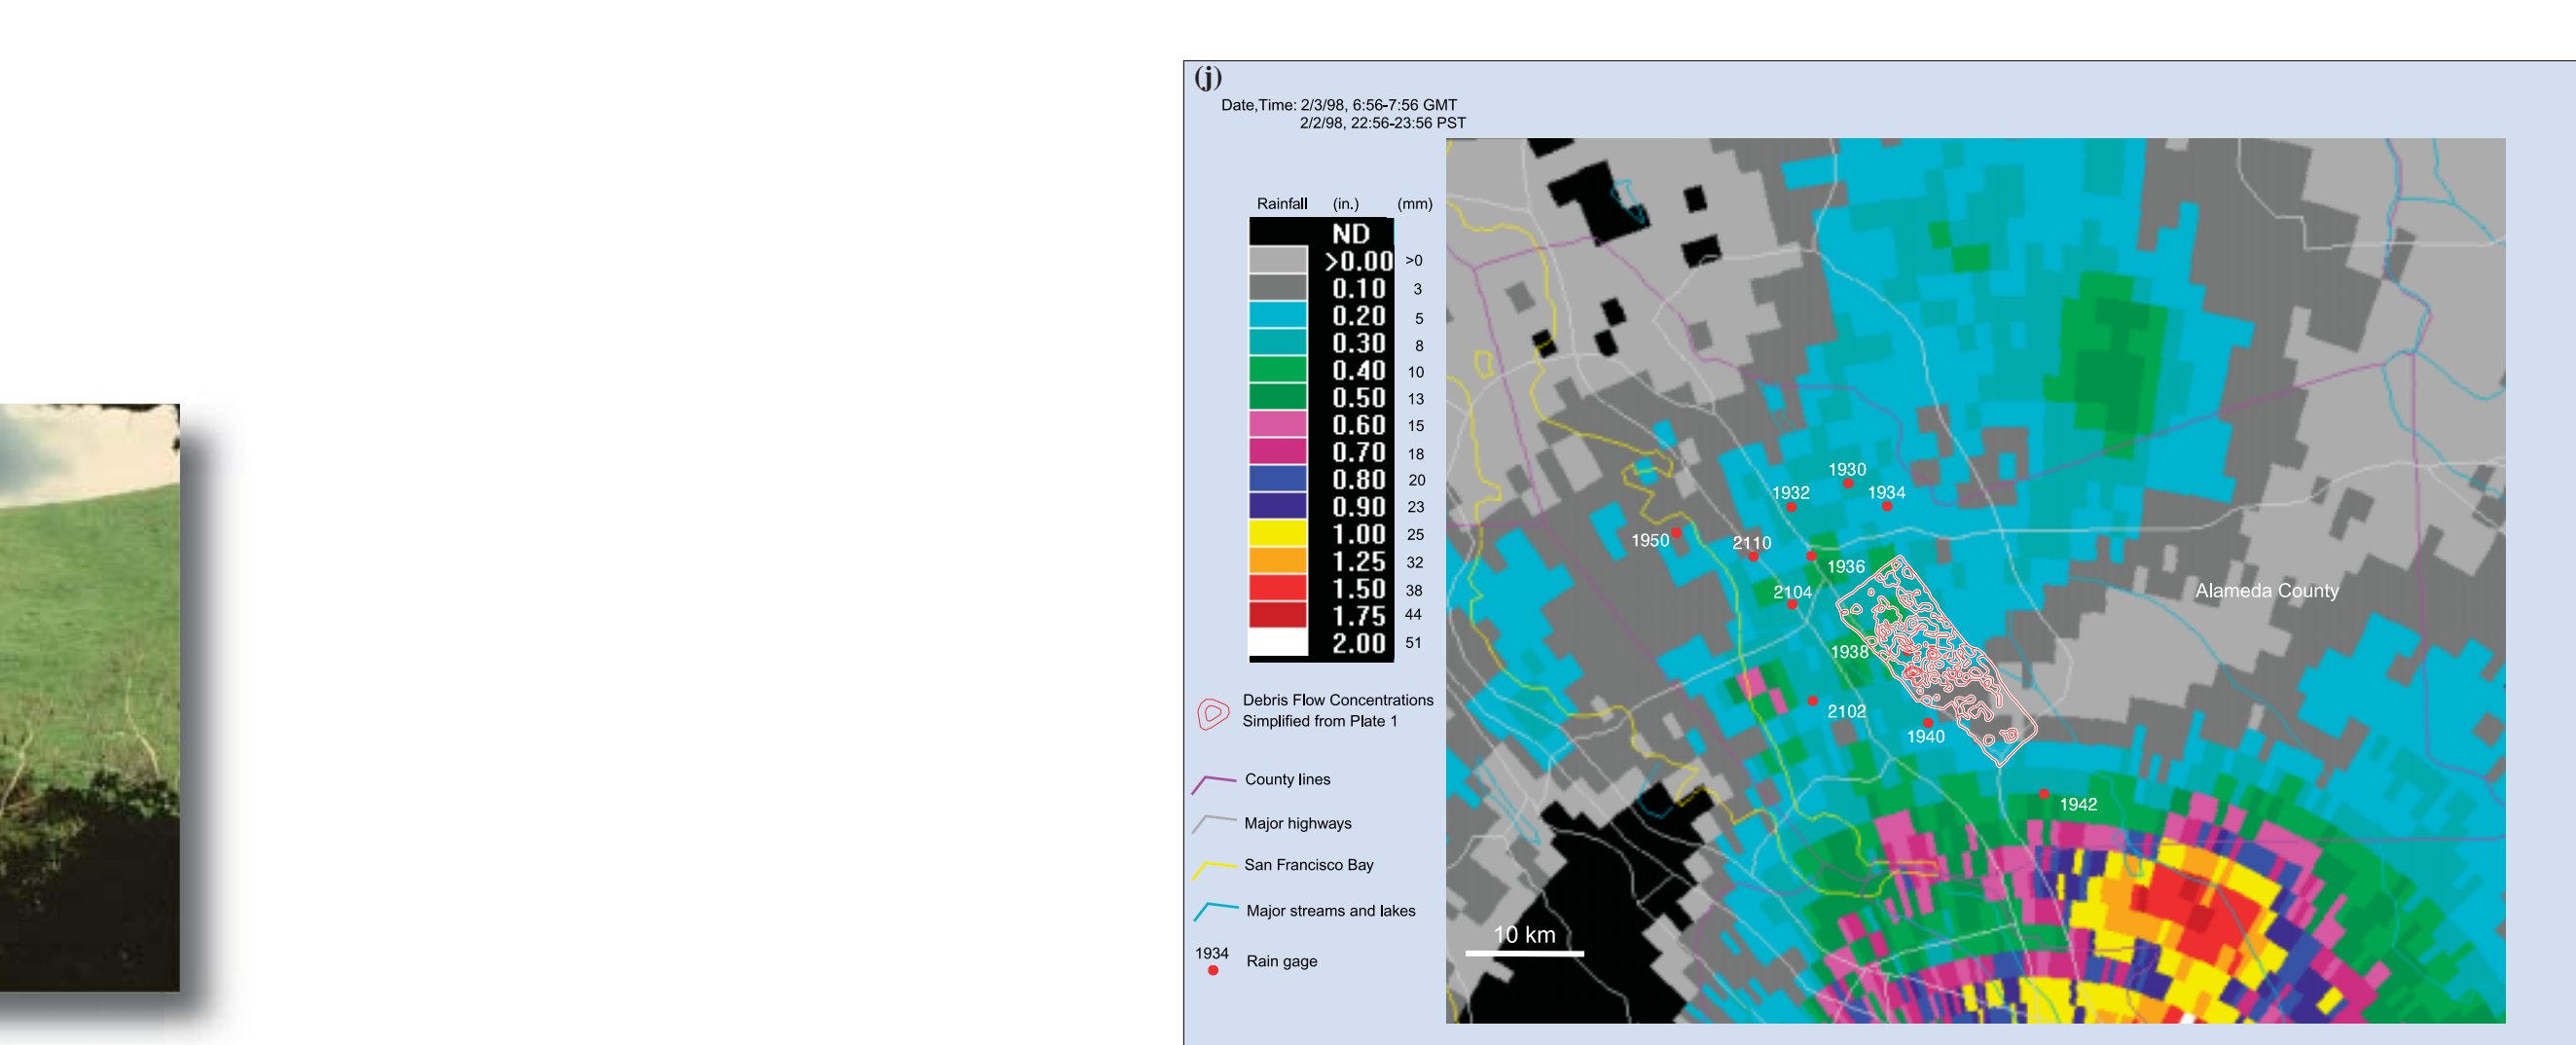 (j)
Date,Time: 2/3/98, 6:56-7:56 GMT
2/2/98, 22:56-23:56 PST
Rainfall (in.) (mm)
ND
>0.00 >0
0.10 3
0.20 5
0.30 8
0.40 10
0.50 13
0.60 15
0.70 18
0.80 20
0.90 23
1.00 25
1.25 32
1.50 38
1.75 44
2.00 51
Debris Flow Concentrations
Simplified from Plate 1
County lines
Major highways
San Francisco Bay
Major streams and lakes
1934
Rain gage
1930
1932 1934
1950 2110
1936
2104
Alameda County
1938
2102
1940
1942
10 km